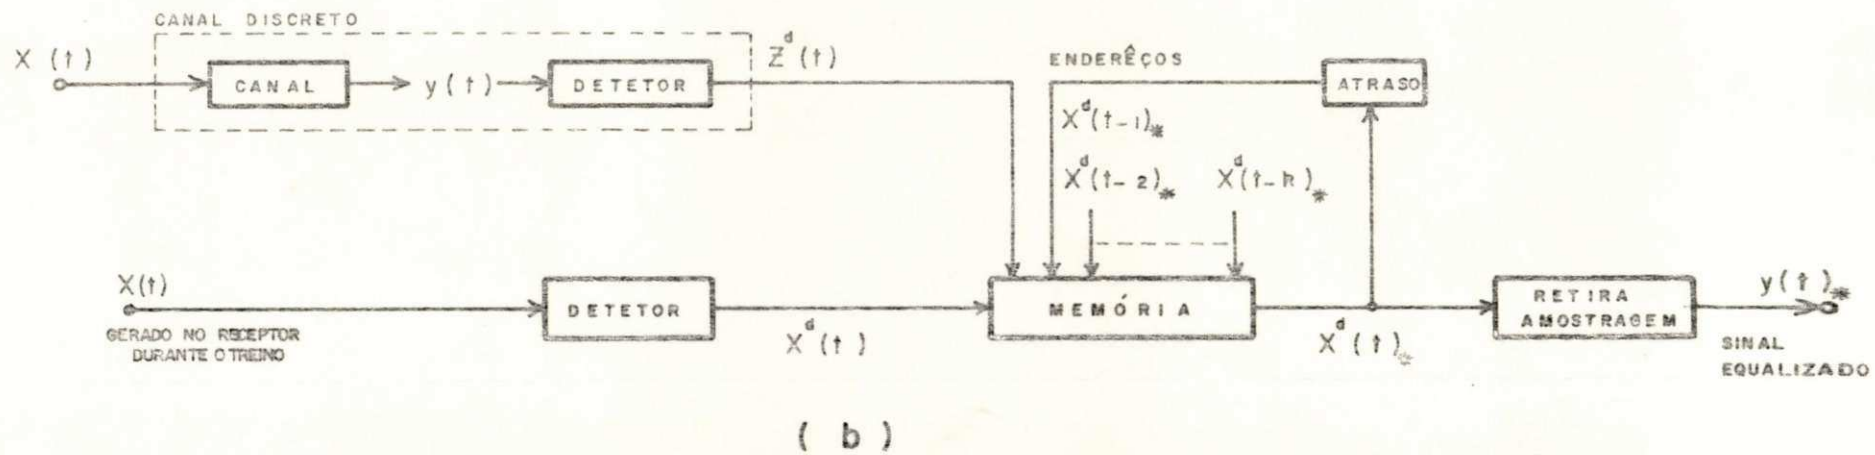 CANAL DISCRETO
X (t)
CANAL
y(t)
DETETOR
Z^d(t)
ENDERÊÇOS
ATRASO
X^d(t-1)*
X^d(t-2)*
X^d(t-k)*
X(t)
GERADO NO RECEPTOR
DURANTE O TREINO
DETETOR
X^d(t)
MEMÓRIA
X^d(t)*
RETIRA
AMOSTRAGEM
y(t)*
SINAL
EQUALIZADO
( b )